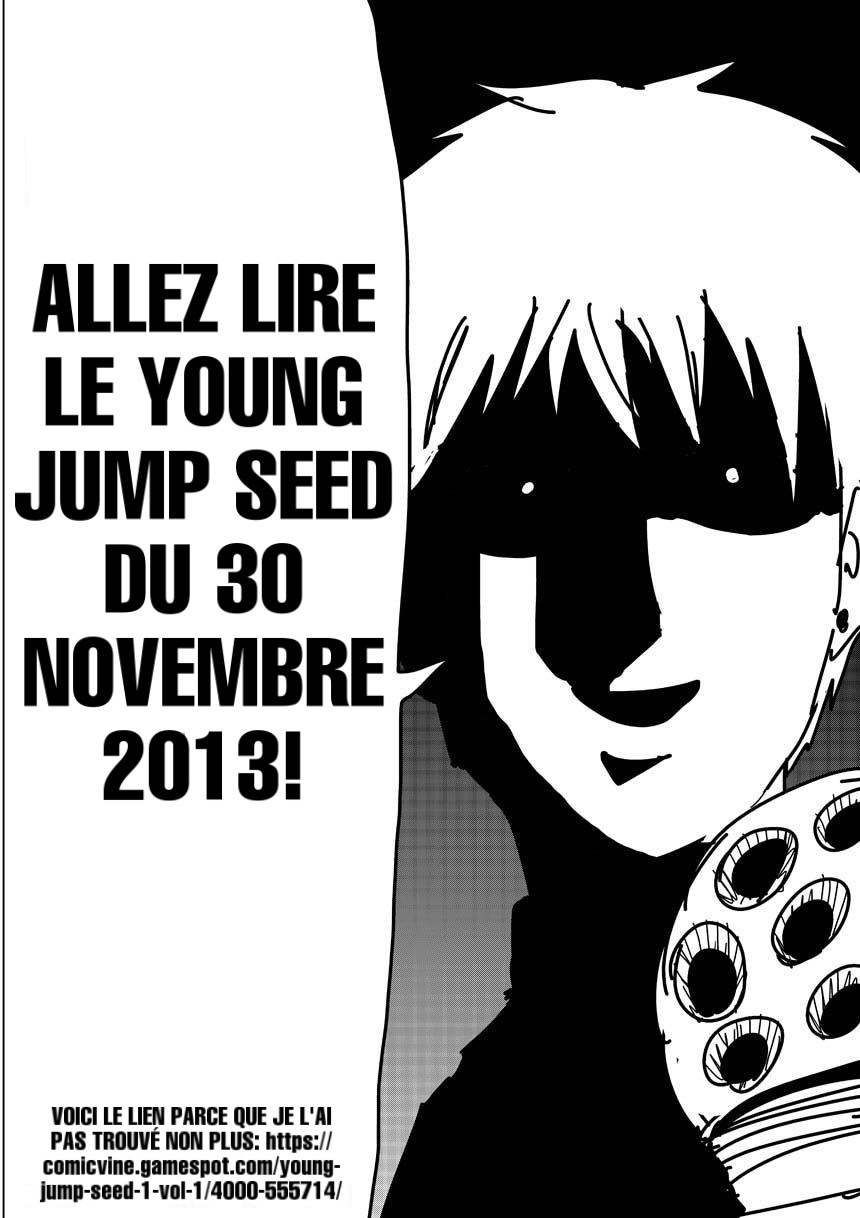 ALLEZ LIRE
LE YOUNG
JUMP SEED
DU 30
NOVEMBRE
2013!
VOICI LE LIEN PARCE QUE JE L'AI
PAS TROUVÉ NON PLUS: https://
comicvine.gamespot.com/young-
jump-seed-1-vol-1/4000-555714/